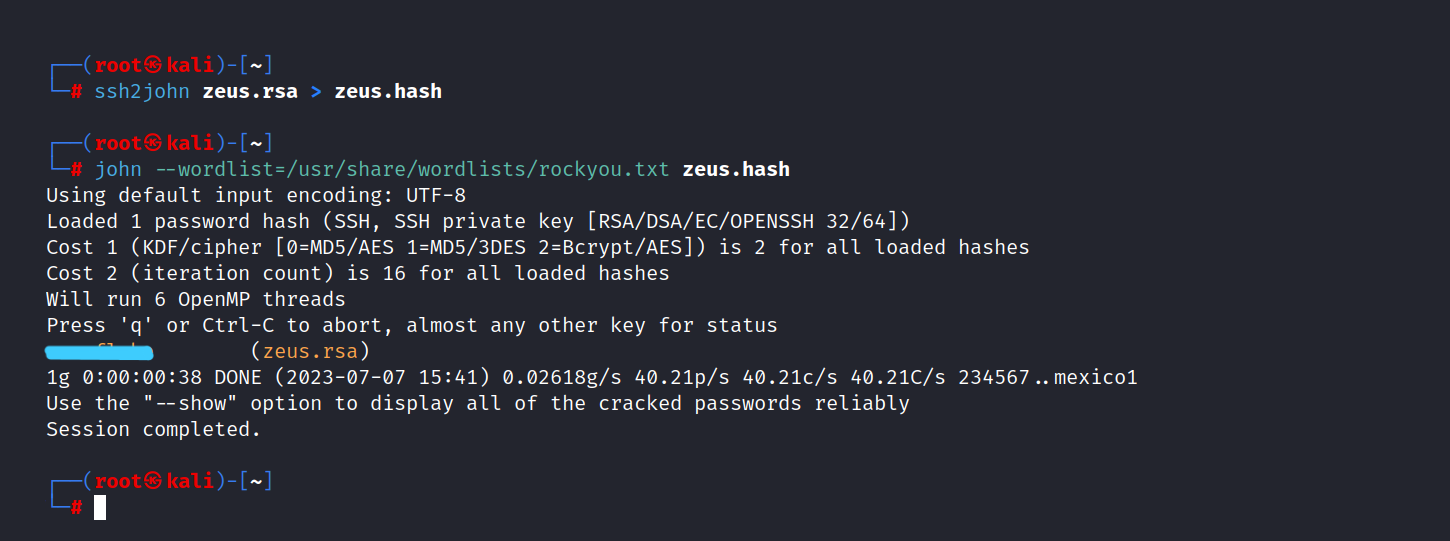 ┌──(root㉿kali)-[~]
└─# ssh2john zeus.rsa > zeus.hash
┌──(root㉿kali)-[~]
└─# john --wordlist=/usr/share/wordlists/rockyou.txt zeus.hash
Using default input encoding: UTF-8
Loaded 1 password hash (SSH, SSH private key [RSA/DSA/EC/OPENSSH 32/64])
Cost 1 (KDF/cipher [0=MD5/AES 1=MD5/3DES 2=Bcrypt/AES]) is 2 for all loaded hashes
Cost 2 (iteration count) is 16 for all loaded hashes
Will run 6 OpenMP threads
Press 'q' or Ctrl-C to abort, almost any other key for status
(zeus.rsa)
1g 0:00:00:38 DONE (2023-07-07 15:41) 0.02618g/s 40.21p/s 40.21c/s 40.21C/s 234567..mexico1
Use the "--show" option to display all of the cracked passwords reliably
Session completed.
┌──(root㉿kali)-[~]
└─#